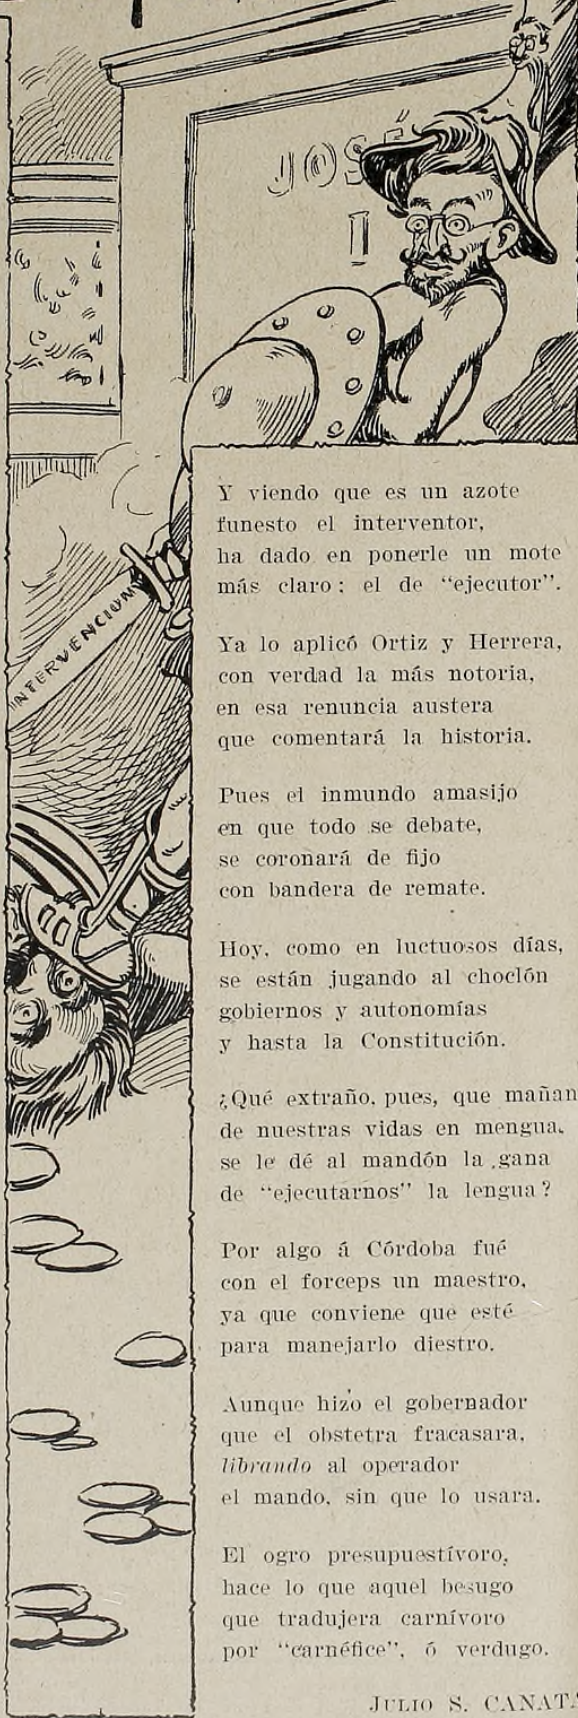 JOSÉ
I
INTERVENCIUM
Y viendo que es un azote
funesto el interventor,
ha dado en ponerle un mote
más claro: el de “ejecutor”.
Ya lo aplicó Ortiz y Herrera,
con verdad la más notoria,
en esa renuncia austera
que comentará la historia.
Pues el inmundo amasijo
en que todo se debate,
se coronará de fijo
con bandera de remate.
Hoy, como en luctuosos días,
se están jugando al choclón
gobiernos y autonomías
y hasta la Constitución.
¿Qué extraño, pues, que mañan
de nuestras vidas en mengua,
se le dé al mandón la gana
de “ejecutarnos” la lengua?
Por algo á Córdoba fué
con el forceps un maestro,
ya que conviene que esté
para manejarlo diestro.
Aunque hizo el gobernador
que el obstetra fracasara,
librando al operador
el mando, sin que lo usara.
El ogro presupuestívoro,
hace lo que aquel besugo
que tradujera carnívoro
por “carnéfice”, ó verdugo.
JULIO S. CANATA